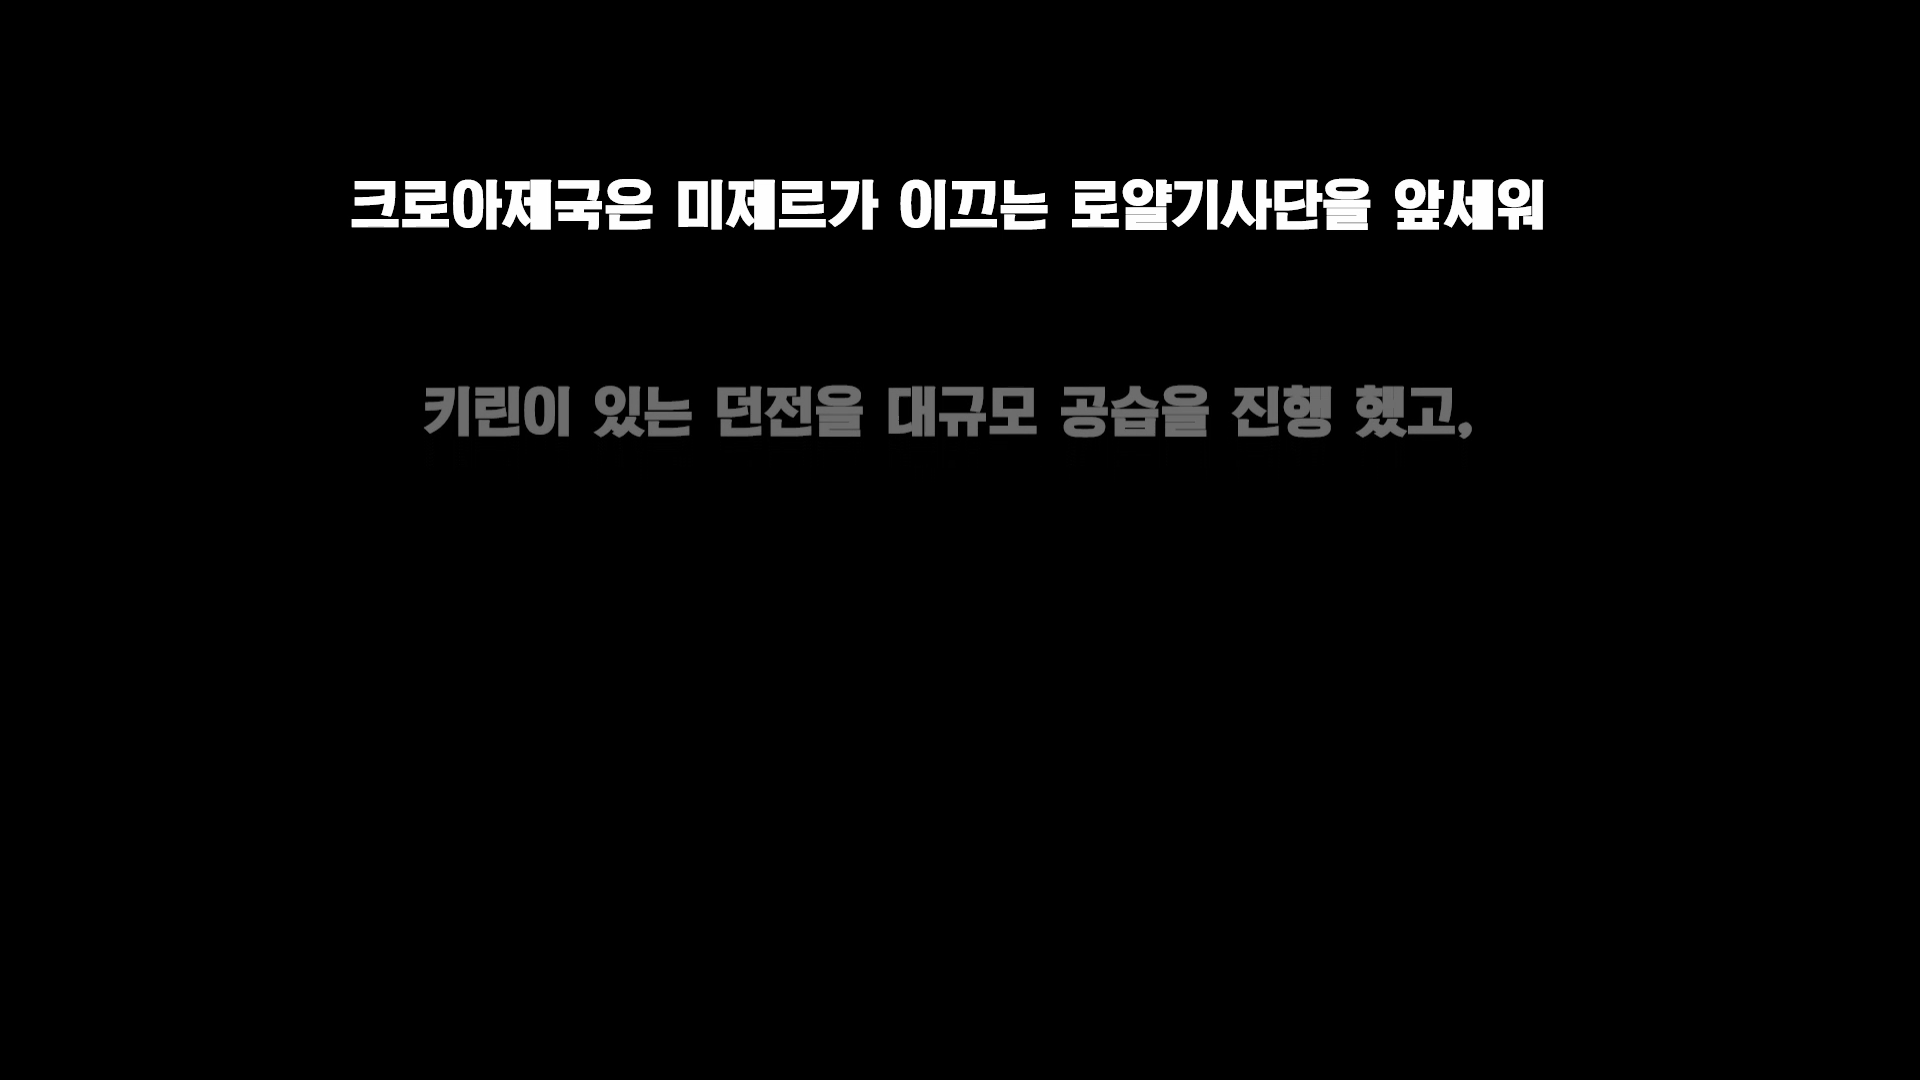 크로아제국은 미제르가 이끄는 로얄기사단을 앞세워
키린이 있는 던전을 대규모 공습을 진행 했고,